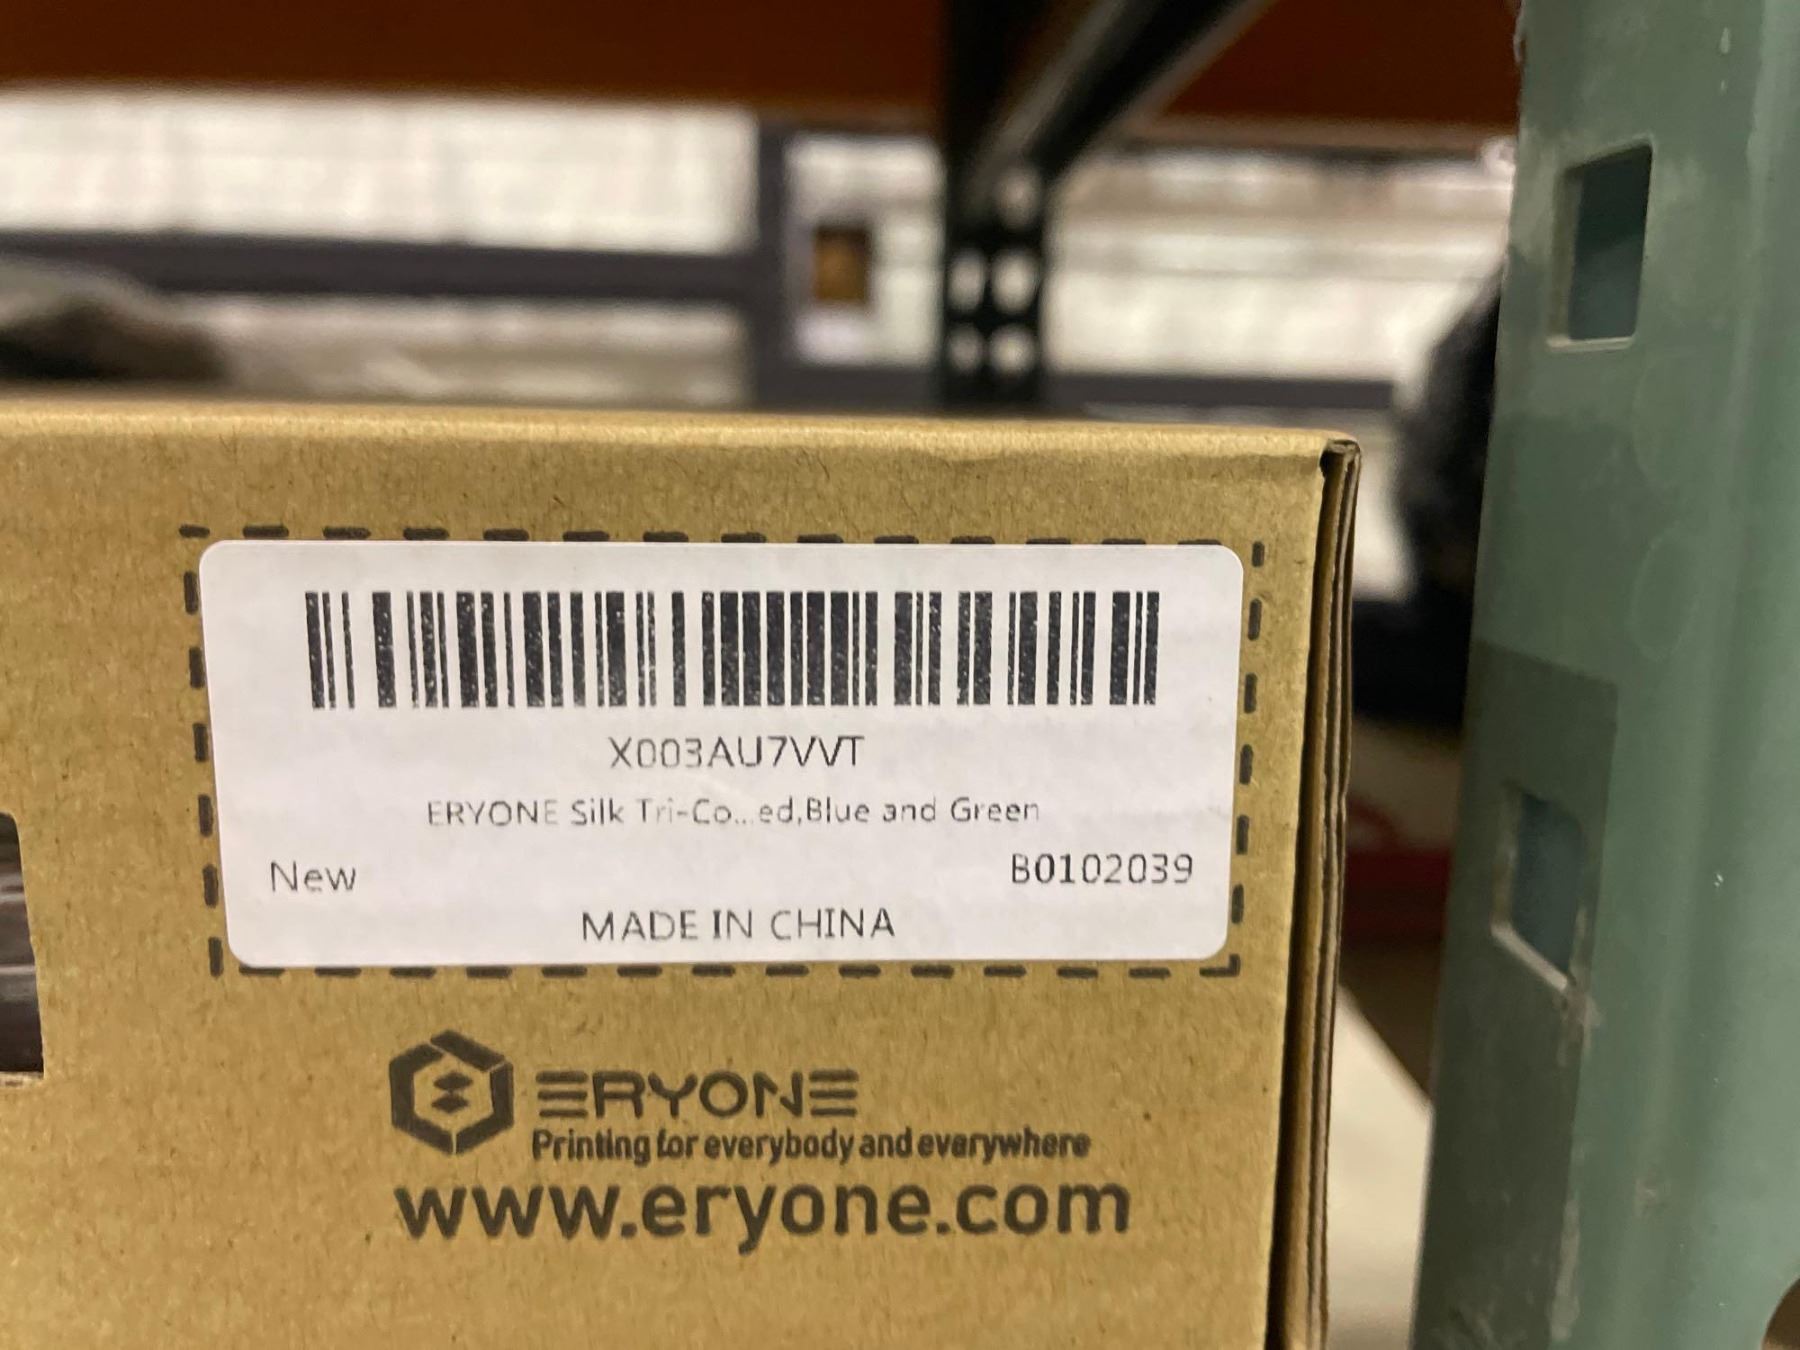 X003AU7VVT
ERYONE Silk Tri-Co...ed,Blue and Green
New
B0102039
MADE IN CHINA
ERYONE
Printing for everybody and everywhere
www.eryone.com